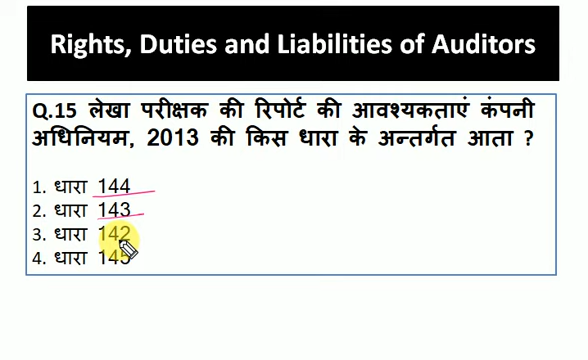 Rights, Duties and Liabilities of Auditors
Q.15 लेखा परीक्षक की रिपोर्ट की आवश्यकताएं कंपनी
अधिनियम, 2013 की किस धारा के अन्तर्गत आता ?
1. धारा 144
2. धारा 143
3. धारा 142
4. धारा 145